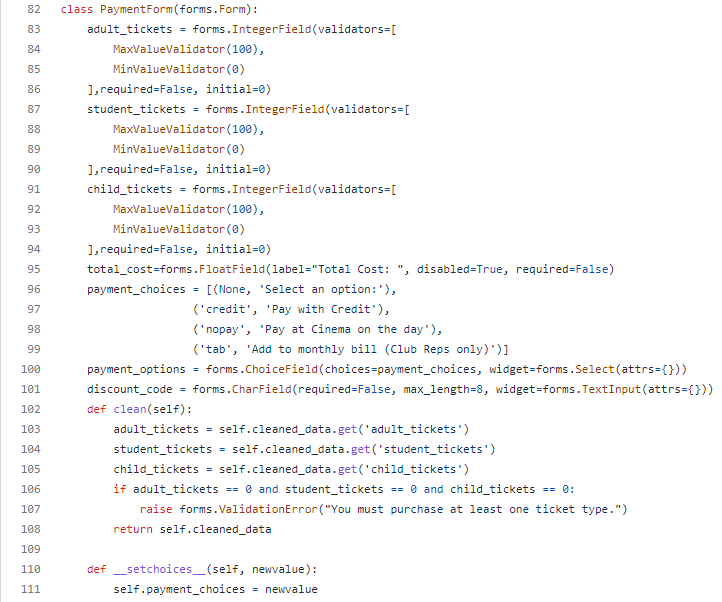 82 class PaymentForm(forms.Form):
83     adult_tickets = forms.IntegerField(validators=[
84         MaxValueValidator(100),
85         MinValueValidator(0)
86     ],required=False, initial=0)
87     student_tickets = forms.IntegerField(validators=[
88         MaxValueValidator(100),
89         MinValueValidator(0)
90     ],required=False, initial=0)
91     child_tickets = forms.IntegerField(validators=[
92         MaxValueValidator(100),
93         MinValueValidator(0)
94     ],required=False, initial=0)
95     total_cost=forms.FloatField(label="Total Cost: ", disabled=True, required=False)
96     payment_choices = [(None, 'Select an option:'),
97                     ('credit', 'Pay with Credit'),
98                     ('nopay', 'Pay at Cinema on the day'),
99                     ('tab', 'Add to monthly bill (Club Reps only)')]
100     payment_options = forms.ChoiceField(choices=payment_choices, widget=forms.Select(attrs={}))
101     discount_code = forms.CharField(required=False, max_length=8, widget=forms.TextInput(attrs={}))
102     def clean(self):
103         adult_tickets = self.cleaned_data.get('adult_tickets')
104         student_tickets = self.cleaned_data.get('student_tickets')
105         child_tickets = self.cleaned_data.get('child_tickets')
106         if adult_tickets == 0 and student_tickets == 0 and child_tickets == 0:
107             raise forms.ValidationError("You must purchase at least one ticket type.")
108         return self.cleaned_data
109
110     def __setchoices__(self, newvalue):
111         self.payment_choices = newvalue